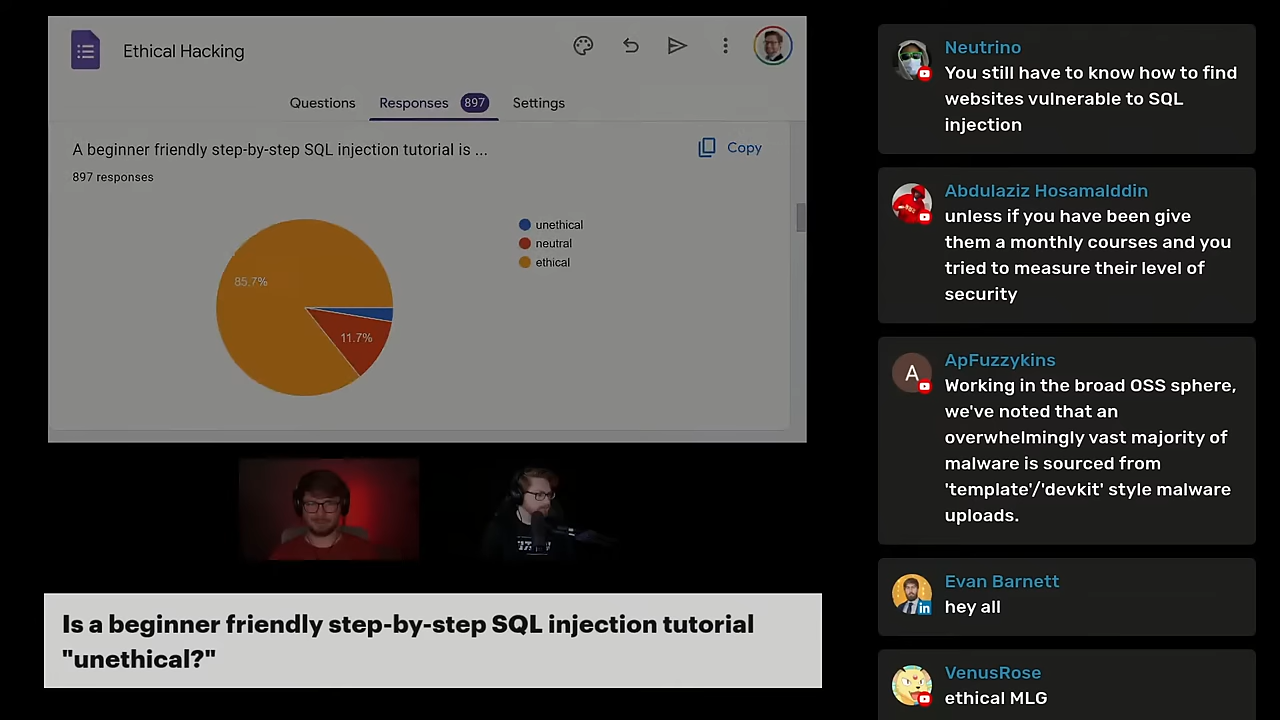 Ethical Hacking
Questions
Responses 897
Settings
A beginner friendly step-by-step SQL injection tutorial is ...
Copy
897 responses
unethical
neutral
ethical
85.7%
11.7%
Is a beginner friendly step-by-step SQL injection tutorial
"unethical?"
Neutrino
You still have to know how to find
websites vulnerable to SQL
injection
Abdulaziz Hosamalddin
unless if you have been give
them a monthly courses and you
tried to measure their level of
security
A
ApFuzzykins
Working in the broad OSS sphere,
we've noted that an
overwhelmingly vast majority of
malware is sourced from
'template'/'devkit' style malware
uploads.
in
Evan Barnett
hey all
VenusRose
ethical MLG